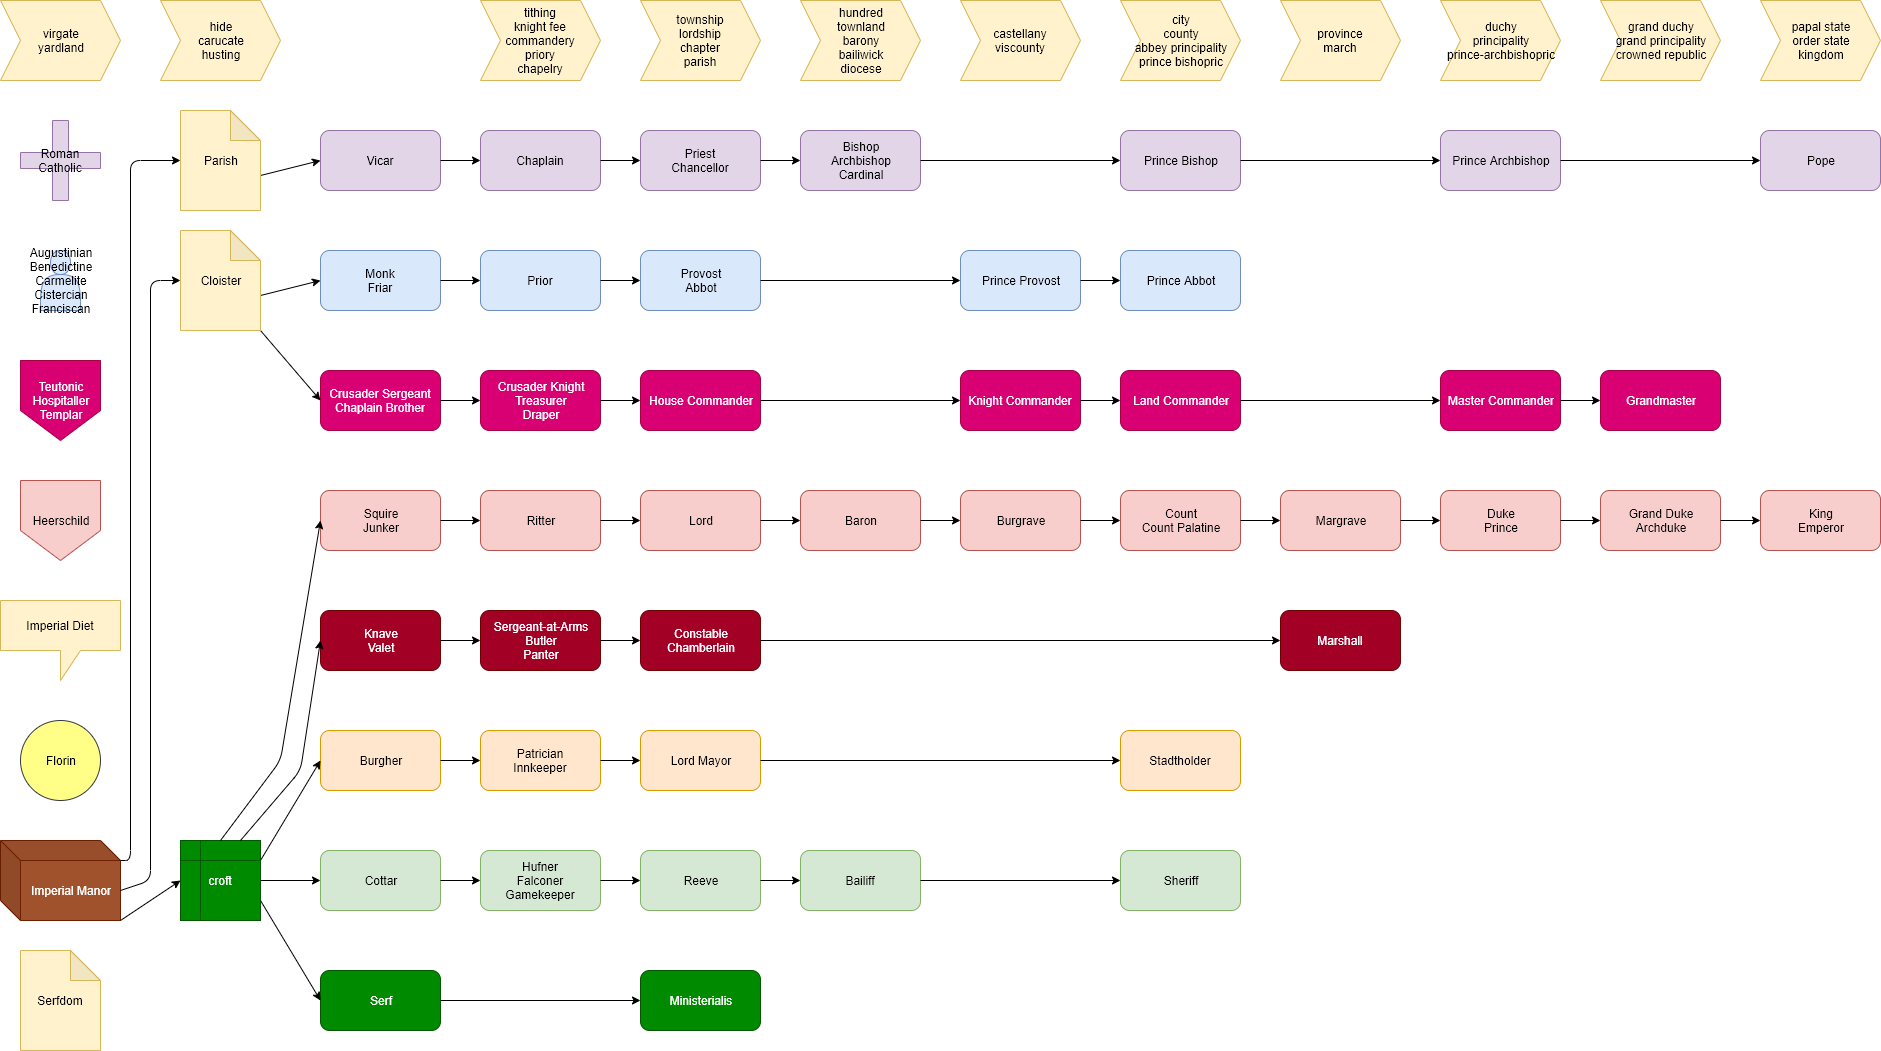 virgate
yardland
hide
carucate
husting
tithing
knight fee
commandery
priory
chapelry
township
lordship
chapter
parish
hundred
townland
barony
bailiwick
diocese
castellany
viscounty
city
county
abbey principality
prince bishopric
province
march
duchy
principality
prince-archbishopric
grand duchy
grand principality
crowned republic
papal state
order state
kingdom
Roman
Catholic
Parish
Vicar
Chaplain
Priest
Chancellor
Bishop
Archbishop
Cardinal
Prince Bishop
Prince Archbishop
Pope
Augustinian
Benedictine
Carmelite
Cistercian
Franciscan
Cloister
Monk
Friar
Prior
Provost
Abbot
Prince Provost
Prince Abbot
Teutonic
Hospitaller
Templar
Crusader Sergeant
Chaplain Brother
Crusader Knight
Treasurer
Draper
House Commander
Knight Commander
Land Commander
Master Commander
Grandmaster
Heerschild
Squire
Junker
Ritter
Lord
Baron
Burgrave
Count
Count Palatine
Margrave
Duke
Prince
Grand Duke
Archduke
King
Emperor
Imperial Diet
Knave
Valet
Sergeant-at-Arms
Butler
Panter
Constable
Chamberlain
Marshall
Florin
Burgher
Patrician
Innkeeper
Lord Mayor
Stadtholder
Imperial Manor
croft
Cottar
Hufner
Falconer
Gamekeeper
Reeve
Bailiff
Sheriff
Serfdom
Serf
Ministerialis